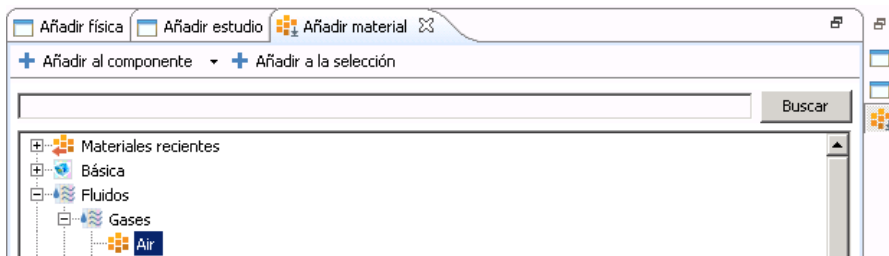 Añadir física Añadir estudio Añadir material
Añadir al componente Añadir a la selección
Buscar
Materiales recientes
Básica
Fluidos
Gases
Air